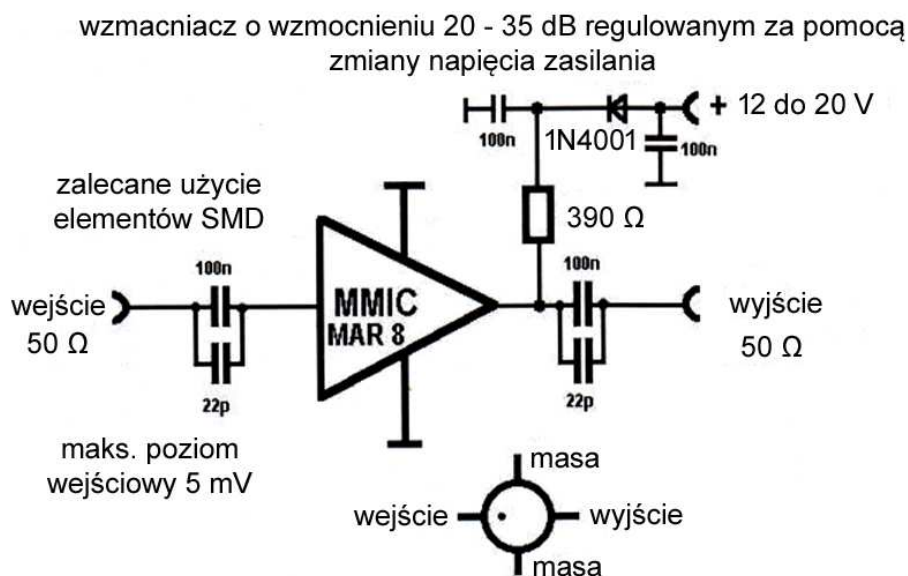 wzmacniacz o wzmocnieniu 20 - 35 dB regulowanym za pomocą
zmiany napięcia zasilania
+ 12 do 20 V
100n
1N4001
100n
zalecane użycie
elementów SMD
390 Ω
100n
100n
wejście
50 Ω
MMIC
MAR 8
wyjście
50 Ω
22p
22p
maks. poziom
wejściowy 5 mV
masa
wejście
wyjście
masa